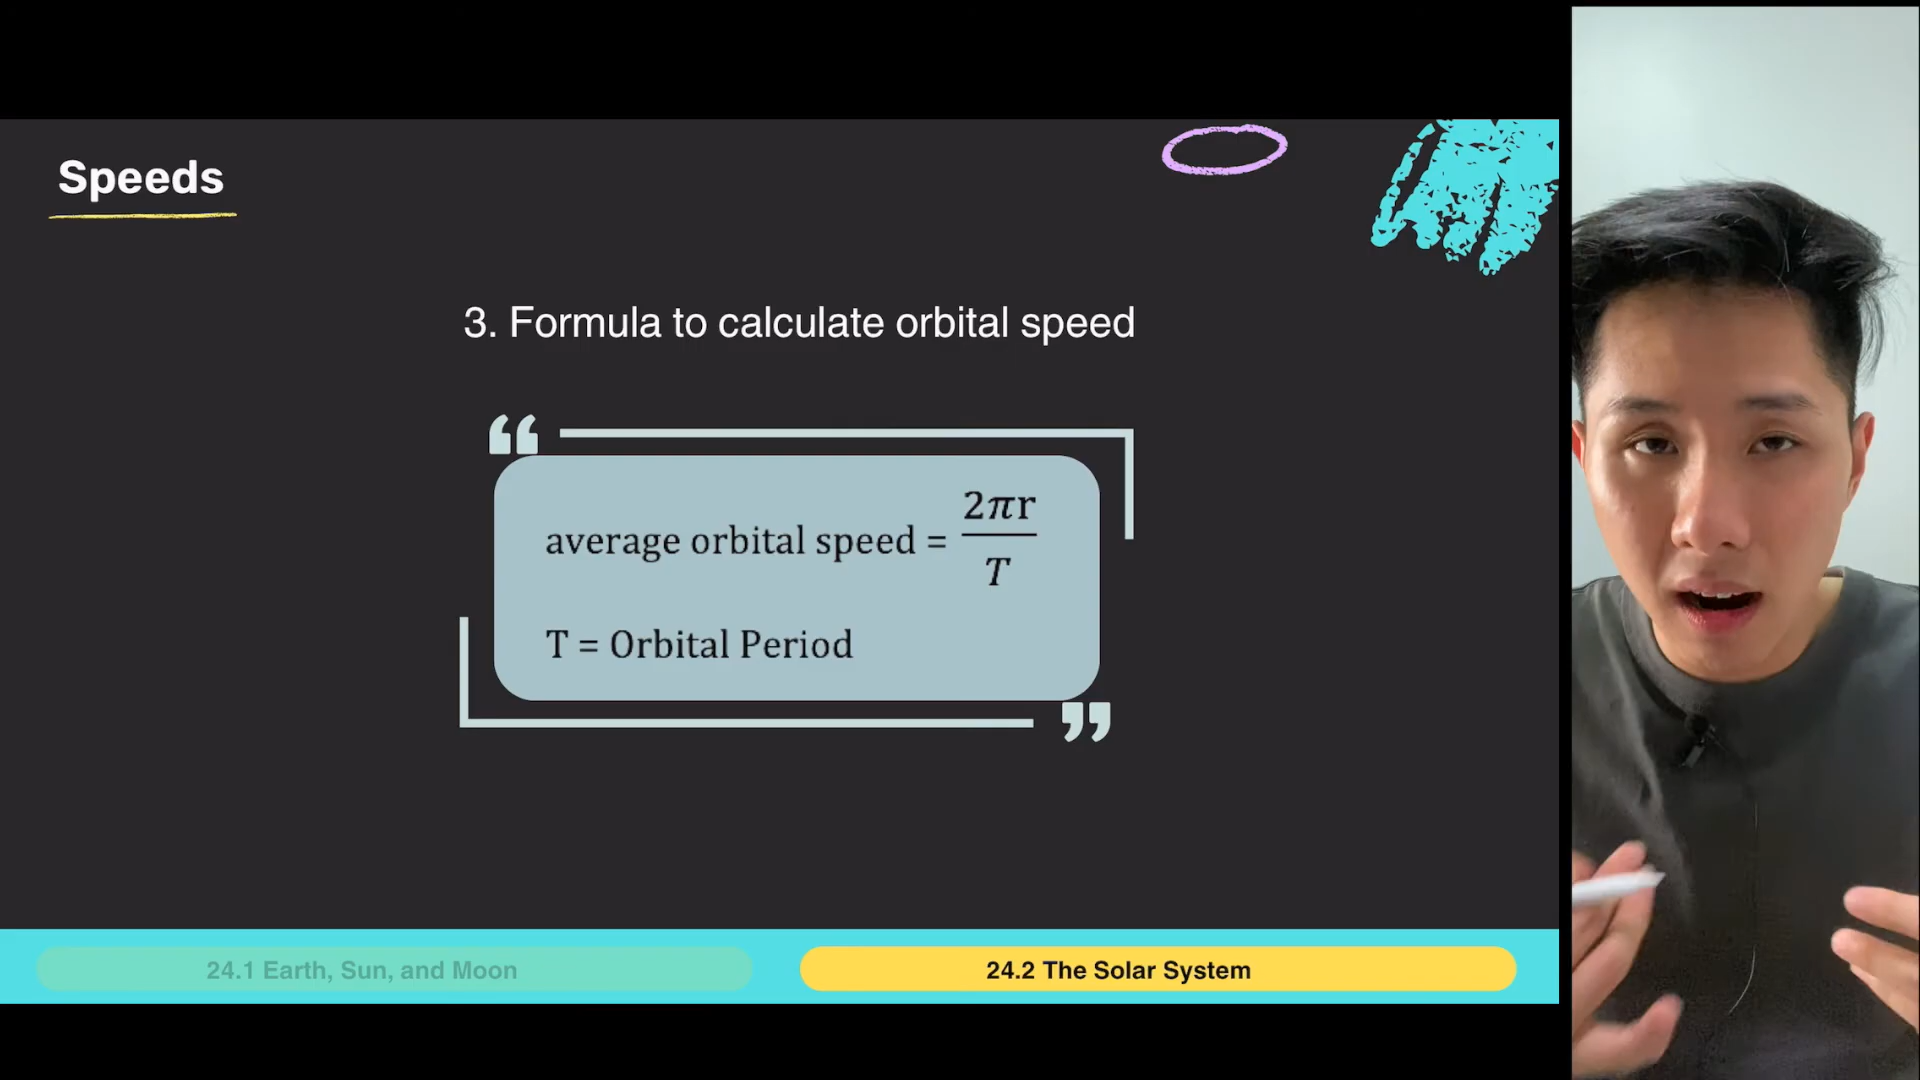 Speeds
3. Formula to calculate orbital speed
“
average orbital speed = 2πr/T
T = Orbital Period
”
24.1 Earth, Sun, and Moon
24.2 The Solar System